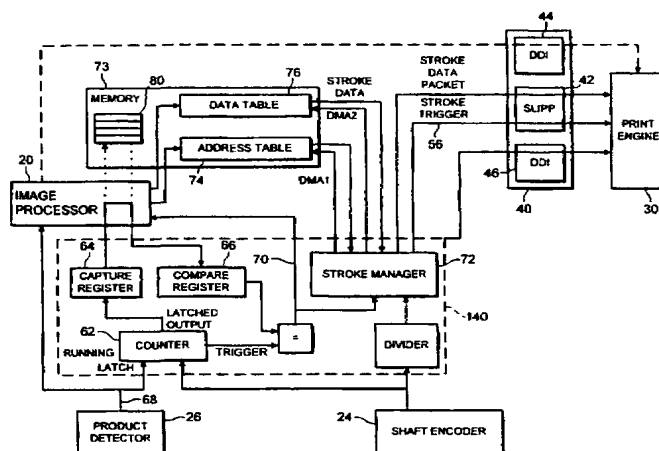 44
73
80
76
DDI
MEMORY
STROKE
DATA
STROKE
DATA
PACKET
42
DATA TABLE
DMA2
STROKE
TRIGGER
SLIPP
PRINT
ENGINE
ADDRESS TABLE
56
20
74
DMA1
46
DDI
IMAGE
PROCESSOR
40
30
64
66
70
CAPTURE
REGISTER
COMPARE
REGISTER
STROKE MANAGER
72
LATCHED
OUTPUT
62
140
RUNNING
COUNTER
TRIGGER
=
DIVIDER
LATCH
68
26
24
PRODUCT
DETECTOR
SHAFT ENCODER